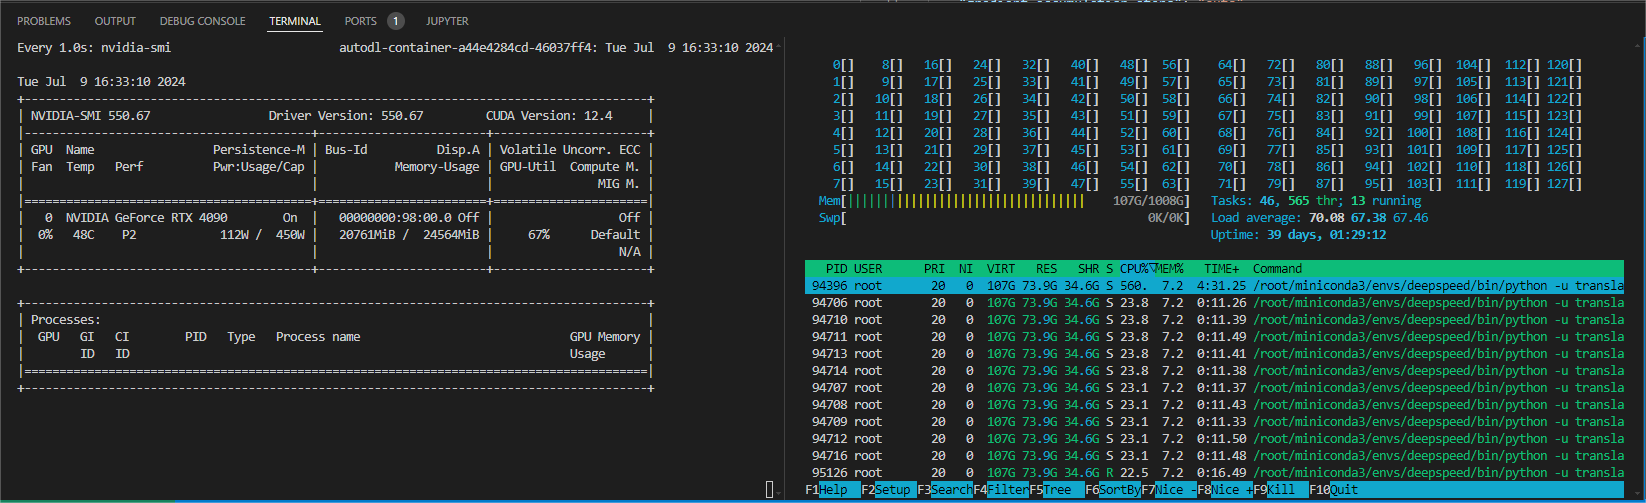 PROBLEMS OUTPUT DEBUG CONSOLE TERMINAL PORTS 1 JUPYTER
Every 1.0s: nvidia-smi autodl-container-a44e4284cd-46037ff4: Tue Jul 9 16:33:10 2024
Tue Jul 9 16:33:10 2024
NVIDIA-SMI 550.67 Driver Version: 550.67 CUDA Version: 12.4
GPU Name Persistence-M | Bus-Id Disp.A | Volatile Uncorr. ECC
Fan Temp Perf Pwr:Usage/Cap | Memory-Usage | GPU-Util Compute M.
MIG M.
0 NVIDIA GeForce RTX 4090 On | 00000000:98:00.0 Off | Off
0% 48C P2 112W / 450W | 20761MiB / 24564MiB | 67% Default
N/A
Processes:
GPU GI CI PID Type Process name GPU Memory
ID ID Usage
0[] 8[] 16[] 24[] 32[] 40[] 48[] 56[] 64[] 72[] 80[] 88[] 96[] 104[] 112[] 120[]
1[] 9[] 17[] 25[] 33[] 41[] 49[] 57[] 65[] 73[] 81[] 89[] 97[] 105[] 113[] 121[]
2[] 10[] 18[] 26[] 34[] 42[] 50[] 58[] 66[] 74[] 82[] 90[] 98[] 106[] 114[] 122[]
3[] 11[] 19[] 27[] 35[] 43[] 51[] 59[] 67[] 75[] 83[] 91[] 99[] 107[] 115[] 123[]
4[] 12[] 20[] 28[] 36[] 44[] 52[] 60[] 68[] 76[] 84[] 92[] 100[] 108[] 116[] 124[]
5[] 13[] 21[] 29[] 37[] 45[] 53[] 61[] 69[] 77[] 85[] 93[] 101[] 109[] 117[] 125[]
6[] 14[] 22[] 30[] 38[] 46[] 54[] 62[] 70[] 78[] 86[] 94[] 102[] 110[] 118[] 126[]
7[] 15[] 23[] 31[] 39[] 47[] 55[] 63[] 71[] 79[] 87[] 95[] 103[] 111[] 119[] 127[]
Mem[ 107G/1008G] Tasks: 46, 565 thr; 13 running
Swp[ 0K/0K] Load average: 70.08 67.38 67.46
Uptime: 39 days, 01:29:12
PID USER PRI NI VIRT RES SHR S CPU%▽MEM% TIME+ Command
94396 root 20 0 107G 73.9G 34.6G S 560. 7.2 4:31.25 /root/miniconda3/envs/deepspeed/bin/python -u transla
94706 root 20 0 107G 73.9G 34.6G S 23.8 7.2 0:11.26 /root/miniconda3/envs/deepspeed/bin/python -u transla
94710 root 20 0 107G 73.9G 34.6G S 23.8 7.2 0:11.39 /root/miniconda3/envs/deepspeed/bin/python -u transla
94711 root 20 0 107G 73.9G 34.6G S 23.8 7.2 0:11.49 /root/miniconda3/envs/deepspeed/bin/python -u transla
94713 root 20 0 107G 73.9G 34.6G S 23.8 7.2 0:11.41 /root/miniconda3/envs/deepspeed/bin/python -u transla
94714 root 20 0 107G 73.9G 34.6G S 23.8 7.2 0:11.38 /root/miniconda3/envs/deepspeed/bin/python -u transla
94707 root 20 0 107G 73.9G 34.6G S 23.1 7.2 0:11.37 /root/miniconda3/envs/deepspeed/bin/python -u transla
94708 root 20 0 107G 73.9G 34.6G S 23.1 7.2 0:11.43 /root/miniconda3/envs/deepspeed/bin/python -u transla
94709 root 20 0 107G 73.9G 34.6G S 23.1 7.2 0:11.33 /root/miniconda3/envs/deepspeed/bin/python -u transla
94712 root 20 0 107G 73.9G 34.6G S 23.1 7.2 0:11.50 /root/miniconda3/envs/deepspeed/bin/python -u transla
94716 root 20 0 107G 73.9G 34.6G S 23.1 7.2 0:11.48 /root/miniconda3/envs/deepspeed/bin/python -u transla
95126 root 20 0 107G 73.9G 34.6G R 22.5 7.2 0:16.49 /root/miniconda3/envs/deepspeed/bin/python -u transla
F1Help F2Setup F3SearchF4FilterF5Tree F6SortByF7Nice -F8Nice +F9Kill F10Quit